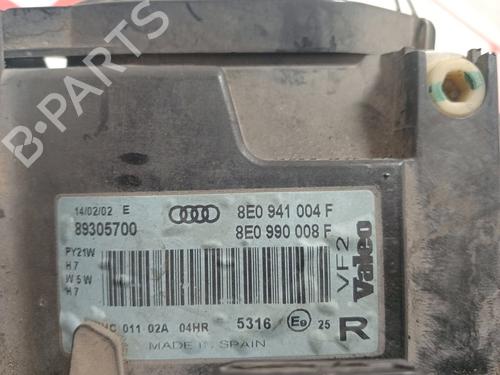 B-PARTS
14/02/02 E
8E0 941 004 F
89305700
8E0 990 008 F
PY21W
H7
W5W
H7
VF2
Valeo
C 011 02A 04HR
5316
E9
25
R
MADE IN SPAIN